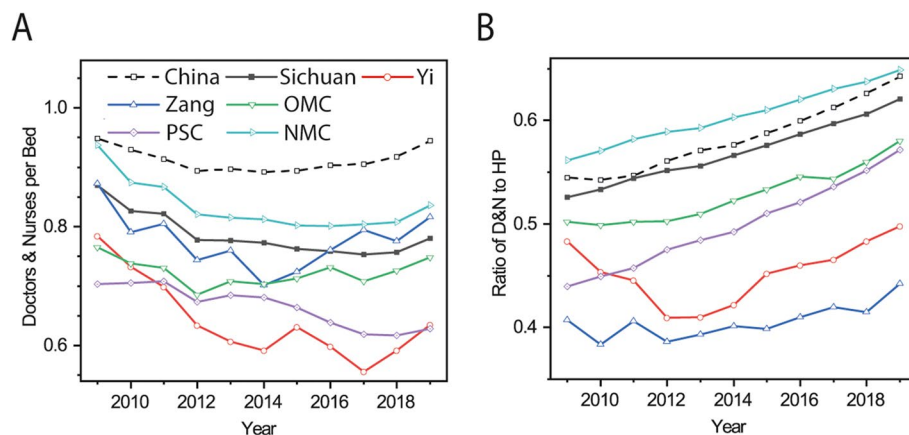 A
China Sichuan Yi
Zang OMC
PSC NMC
Doctors & Nurses per Bed
1.0
0.8
0.6
2010 2012 2014 2016 2018
Year
B
Ratio of D&N to HP
0.6
0.5
0.4
2010 2012 2014 2016 2018
Year